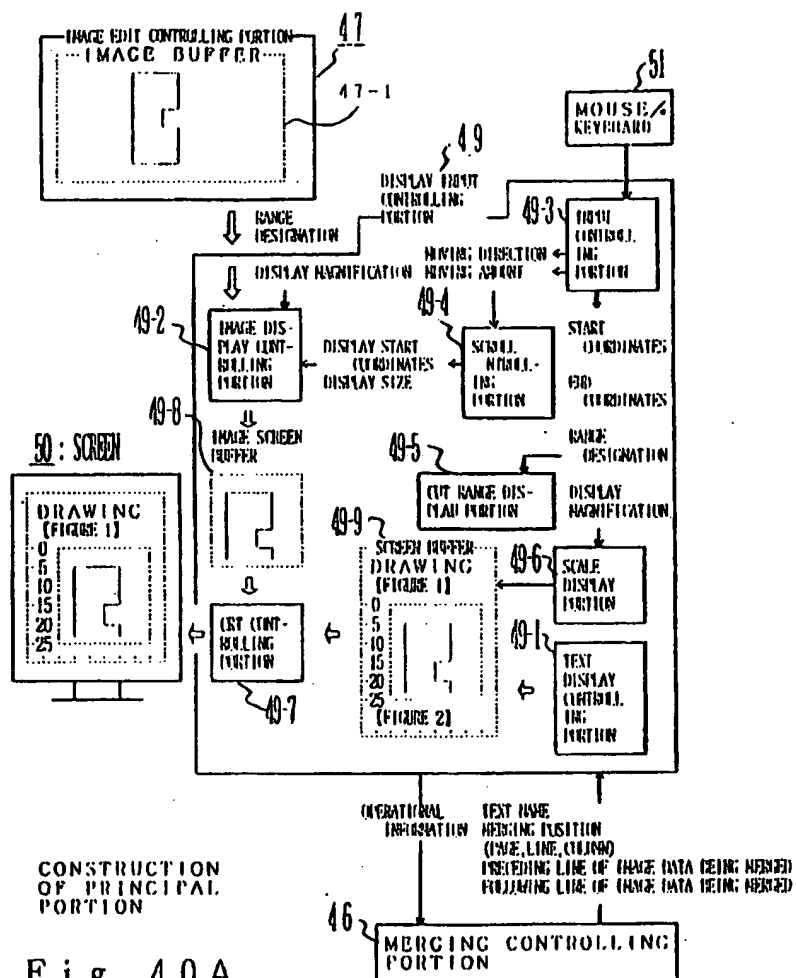 IMAGE EDIT CONTROLLING PORTION
IMAGE BUFFER
47
47-1
51
MOUSE/
KEYBOARD
49
DISPLAY INPUT
CONTROLLING
PORTION
49-3
INPUT
CONTROLL
ING
PORTION
RANGE
DESIGNATION
MOVING DIRECTION
DISPLAY MAGNIFICATION
MOVING AMOUNT
49-2
IMAGE DIS-
PLAY CONT-
ROLLING
PORTION
DISPLAY START
COORDINATES
DISPLAY SIZE
49-4
SCROLL
NTROLL-
ING
PORTION
START
COORDINATES
END
COORDINATES
49-8
IMAGE SCREEN
BUFFER
RANGE
DESIGNATION
49-5
CUT RANGE DIS-
PORTION
DISPLAY
MAGNIFICATION
50: SCREEN
DRAWING
[FIGURE 1]
0
5
10
15
20
25
49-9
SCREEN BUFFER
DRAWING
[FIGURE 1]
0
5
10
15
20
25
[FIGURE 2]
49-6
SCALE
DISPLAY
PORTION
49-1
TEXT
DISPLAY
CONTROLL
ING
PORTION
CRT CONT-
ROLLING
PORTION
49-7
OPERATIONAL
INFORMATION
TEXT NAME
MERGING POSITION
(PAGE,LINE,COLUMN)
PRECEDING LINE OF IMAGE DATA BEING MERGED
FOLLOWING LINE OF IMAGE DATA BEING MERGED
CONSTRUCTION
OF PRINCIPAL
PORTION
46
MERGING CONTROLLING
PORTION
Fig. 40A